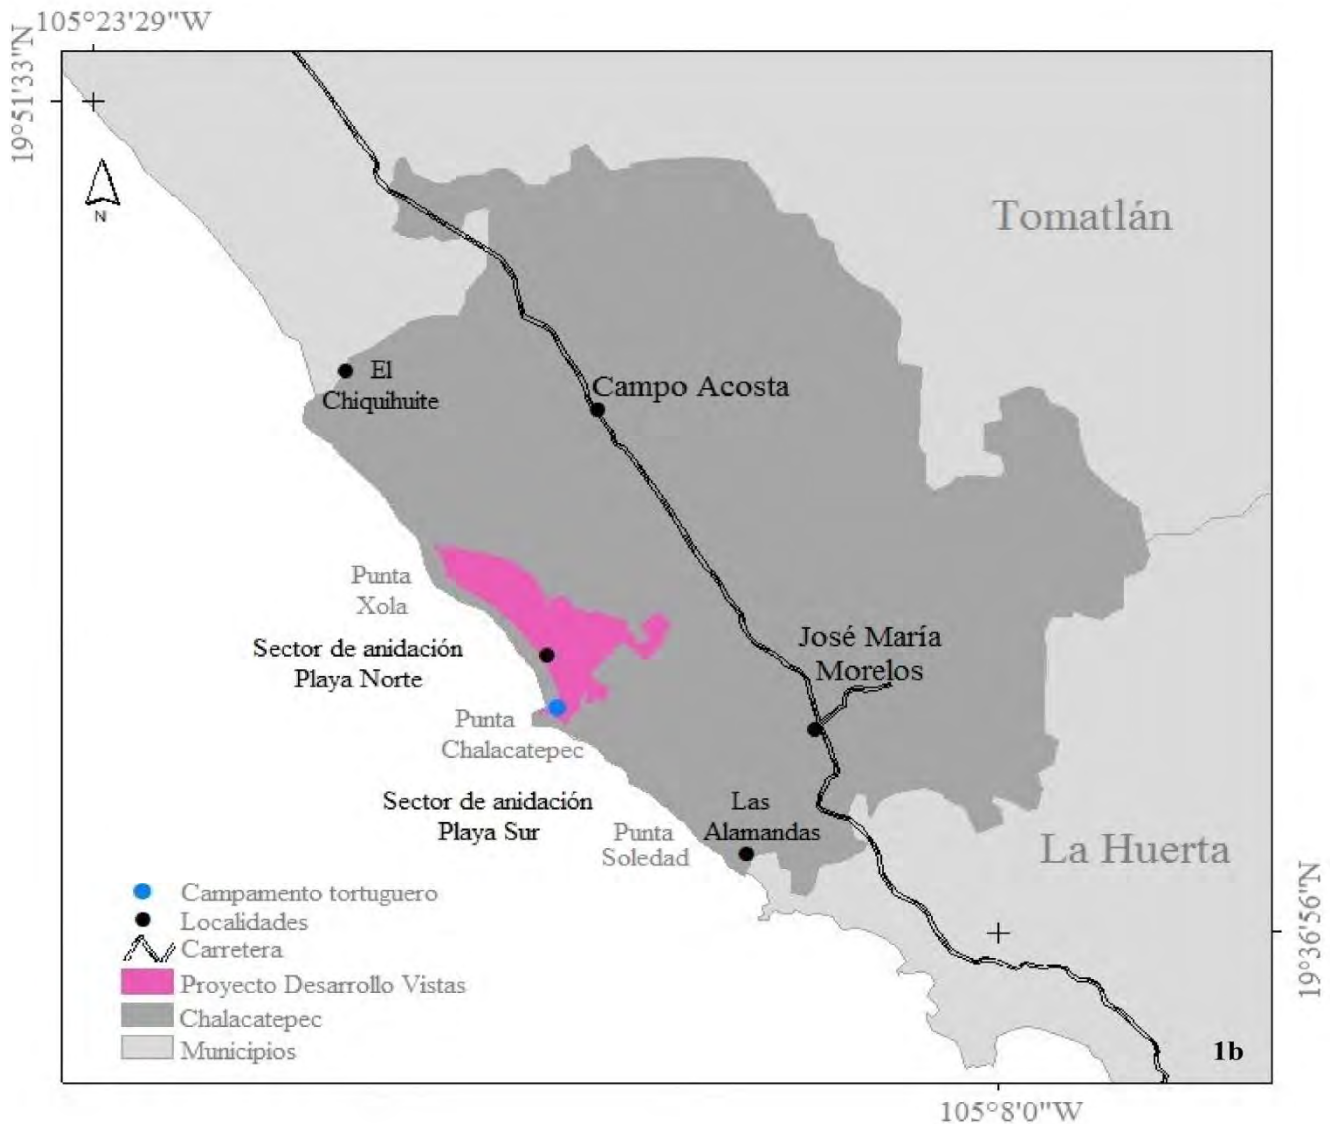 105°23'29"W
19°51'33"N
N
Tomatlán
El
Chiquihuite
Campo Acosta
Punta
Xola
Sector de anidación
Playa Norte
José María
Morelos
Punta
Chalacatepec
Sector de anidación
Playa Sur
Punta
Soledad
Las
Alamandas
La Huerta
Campamento tortuguero
Localidades
Carretera
Proyecto Desarrollo Vistas
Chalacatepec
Municipios
19°36'56"N
1b
105°8'0"W